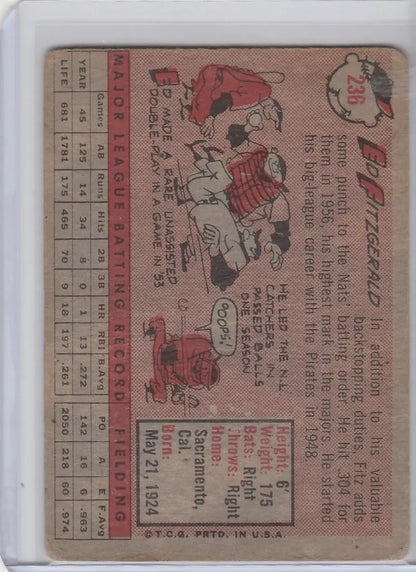 236
ED FITZGERALD
In addition to his valuable
backstopping duties, Fitz adds
some punch to the Nats' batting order. He hit .304 for
them in 1956, his highest mark in the majors. He started
his big-league career with the Pirates in 1948.
ED MADE A
RARE UNASSISTED
DOUBLE-PLAY IN
A GAME IN '53
HE LED THE N.L.
CATCHERS IN
PASSED BALLS
ONE SEASON
OOOPS!
Height: 6'
Weight: 175
Bats: Right
Throws: Right
Home:
Sacramento,
Cal.
Born:
May 21, 1924
MAJOR LEAGUE BATTING RECORD FIELDING
Games AB Runs Hits 2B 3B HR RBI B.Avg PO A E F.Avg
YEAR 45 125 14 34 8 0 1 13 .272 142 16 6 .963
LIFE 681 1781 175 465 70 9 18 197 .261 2050 218 60 .974
© T.C.G. PRTD. IN U.S.A.